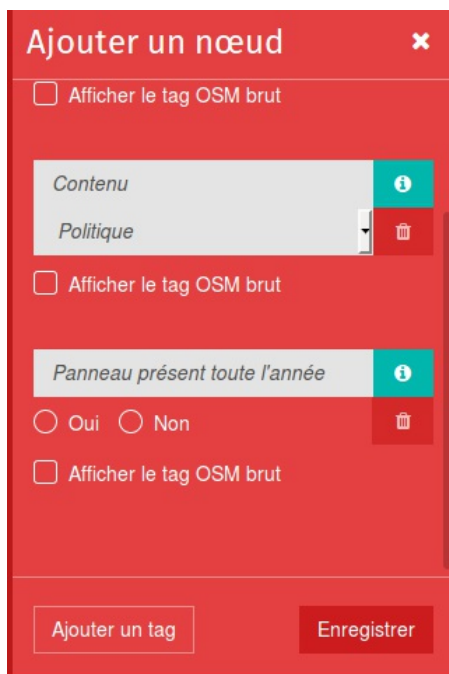 Ajouter un nœud
Afficher le tag OSM brut
Contenu
Politique
Afficher le tag OSM brut
Panneau présent toute l'année
Oui Non
Afficher le tag OSM brut
Ajouter un tag Enregistrer